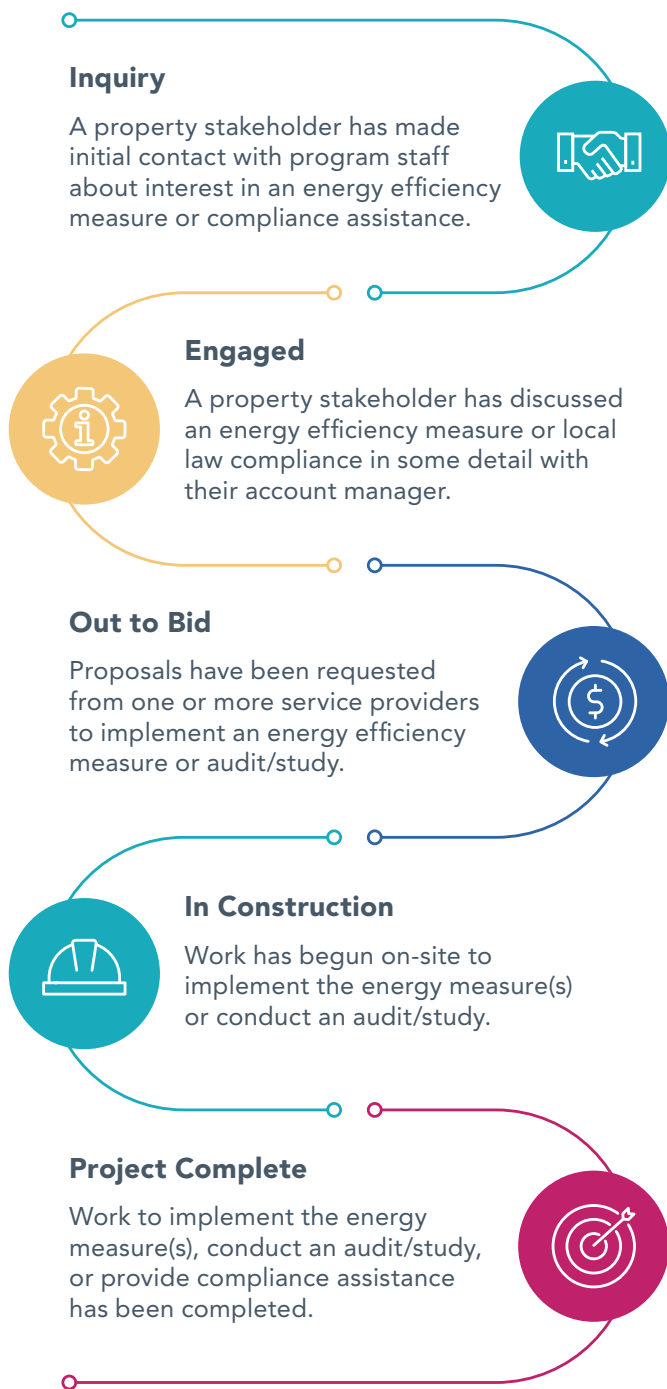 Inquiry
A property stakeholder has made
initial contact with program staff
about interest in an energy efficiency
measure or compliance assistance.
Engaged
A property stakeholder has discussed
an energy efficiency measure or local
law compliance in some detail with
their account manager.
Out to Bid
Proposals have been requested
from one or more service providers
to implement an energy efficiency
measure or audit/study.
In Construction
Work has begun on-site to
implement the energy measure(s)
or conduct an audit/study.
Project Complete
Work to implement the energy
measure(s), conduct an audit/study,
or provide compliance assistance
has been completed.